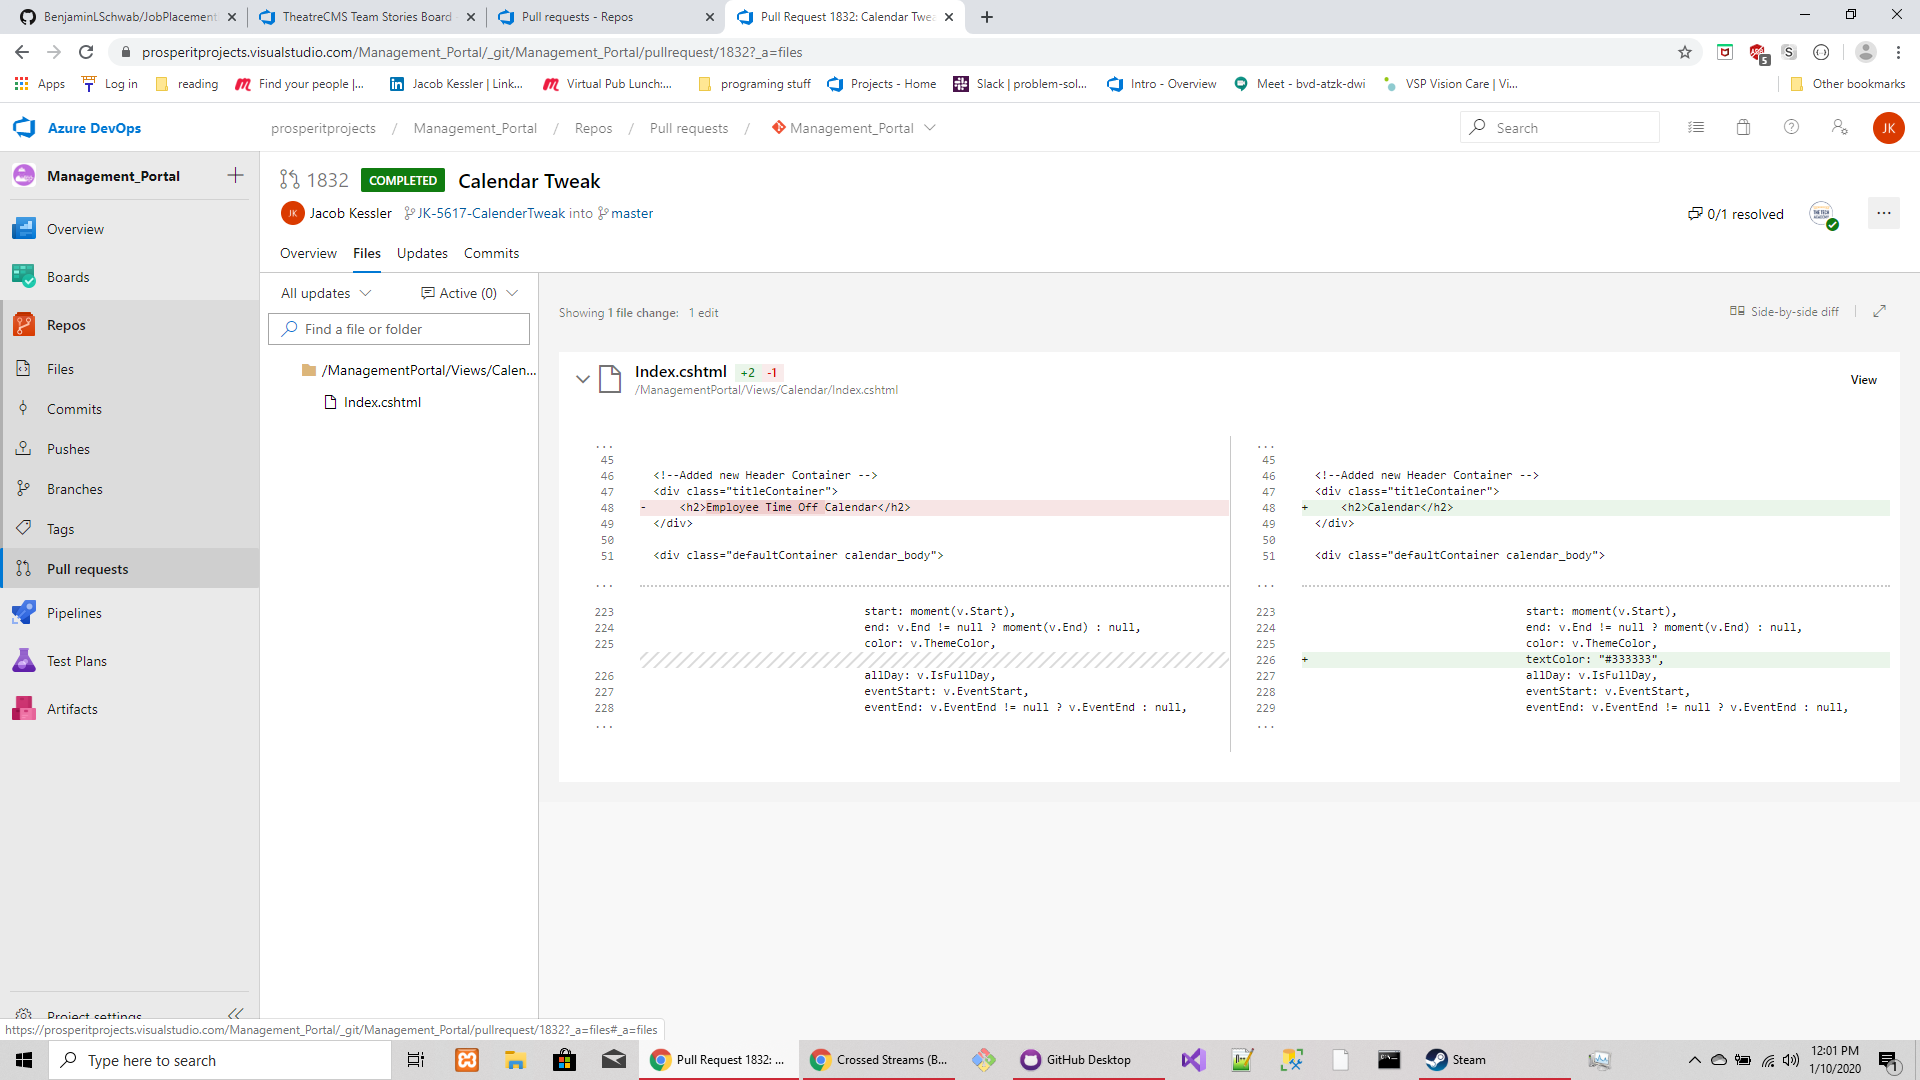 BenjaminLSchwab/JobPlacement
TheatreCMS Team Stories Board
Pull requests - Repos
Pull Request 1832: Calendar Twea
prosperitprojects.visualstudio.com/Management_Portal/_git/Management_Portal/pullrequest/1832?_a=files
5
S
Apps
Log in
reading
Find your people |...
Jacob Kessler | Link...
Virtual Pub Lunch:...
programing stuff
Projects - Home
Slack | problem-sol...
Intro - Overview
Meet - bvd-atzk-dwi
VSP Vision Care | Vi...
Other bookmarks
Azure DevOps
prosperitprojects / Management_Portal / Repos / Pull requests / Management_Portal
Search
JK
Management_Portal
1832 COMPLETED Calendar Tweak
JK Jacob Kessler JK-5617-CalenderTweak into master
0/1 resolved
Overview Files Updates Commits
Overview
Boards
Repos
Files
Commits
Pushes
Branches
Tags
Pull requests
Pipelines
Test Plans
Artifacts
Project settings
All updates
Active (0)
Find a file or folder
/ManagementPortal/Views/Calen...
Index.cshtml
Showing 1 file change: 1 edit
Side-by-side diff
Index.cshtml +2 -1
/ManagementPortal/Views/Calendar/Index.cshtml
View
...
45
46 <!--Added new Header Container -->
47 <div class="titleContainer">
48 - <h2>Employee Time Off Calendar</h2>
49 </div>
50
51 <div class="defaultContainer calendar_body">
...
223 start: moment(v.Start),
224 end: v.End != null ? moment(v.End) : null,
225 color: v.ThemeColor,
226 allDay: v.IsFullDay,
227 eventStart: v.EventStart,
228 eventEnd: v.EventEnd != null ? v.EventEnd : null,
...
...
45
46 <!--Added new Header Container -->
47 <div class="titleContainer">
48 + <h2>Calendar</h2>
49 </div>
50
51 <div class="defaultContainer calendar_body">
...
223 start: moment(v.Start),
224 end: v.End != null ? moment(v.End) : null,
225 color: v.ThemeColor,
226 + textColor: "#333333",
227 allDay: v.IsFullDay,
228 eventStart: v.EventStart,
229 eventEnd: v.EventEnd != null ? v.EventEnd : null,
...
https://prosperitprojects.visualstudio.com/Management_Portal/_git/Management_Portal/pullrequest/1832?_a=files#_a=files
Type here to search
Pull Request 1832: ...
Crossed Streams (B...
GitHub Desktop
Steam
12:01 PM
1/10/2020
1